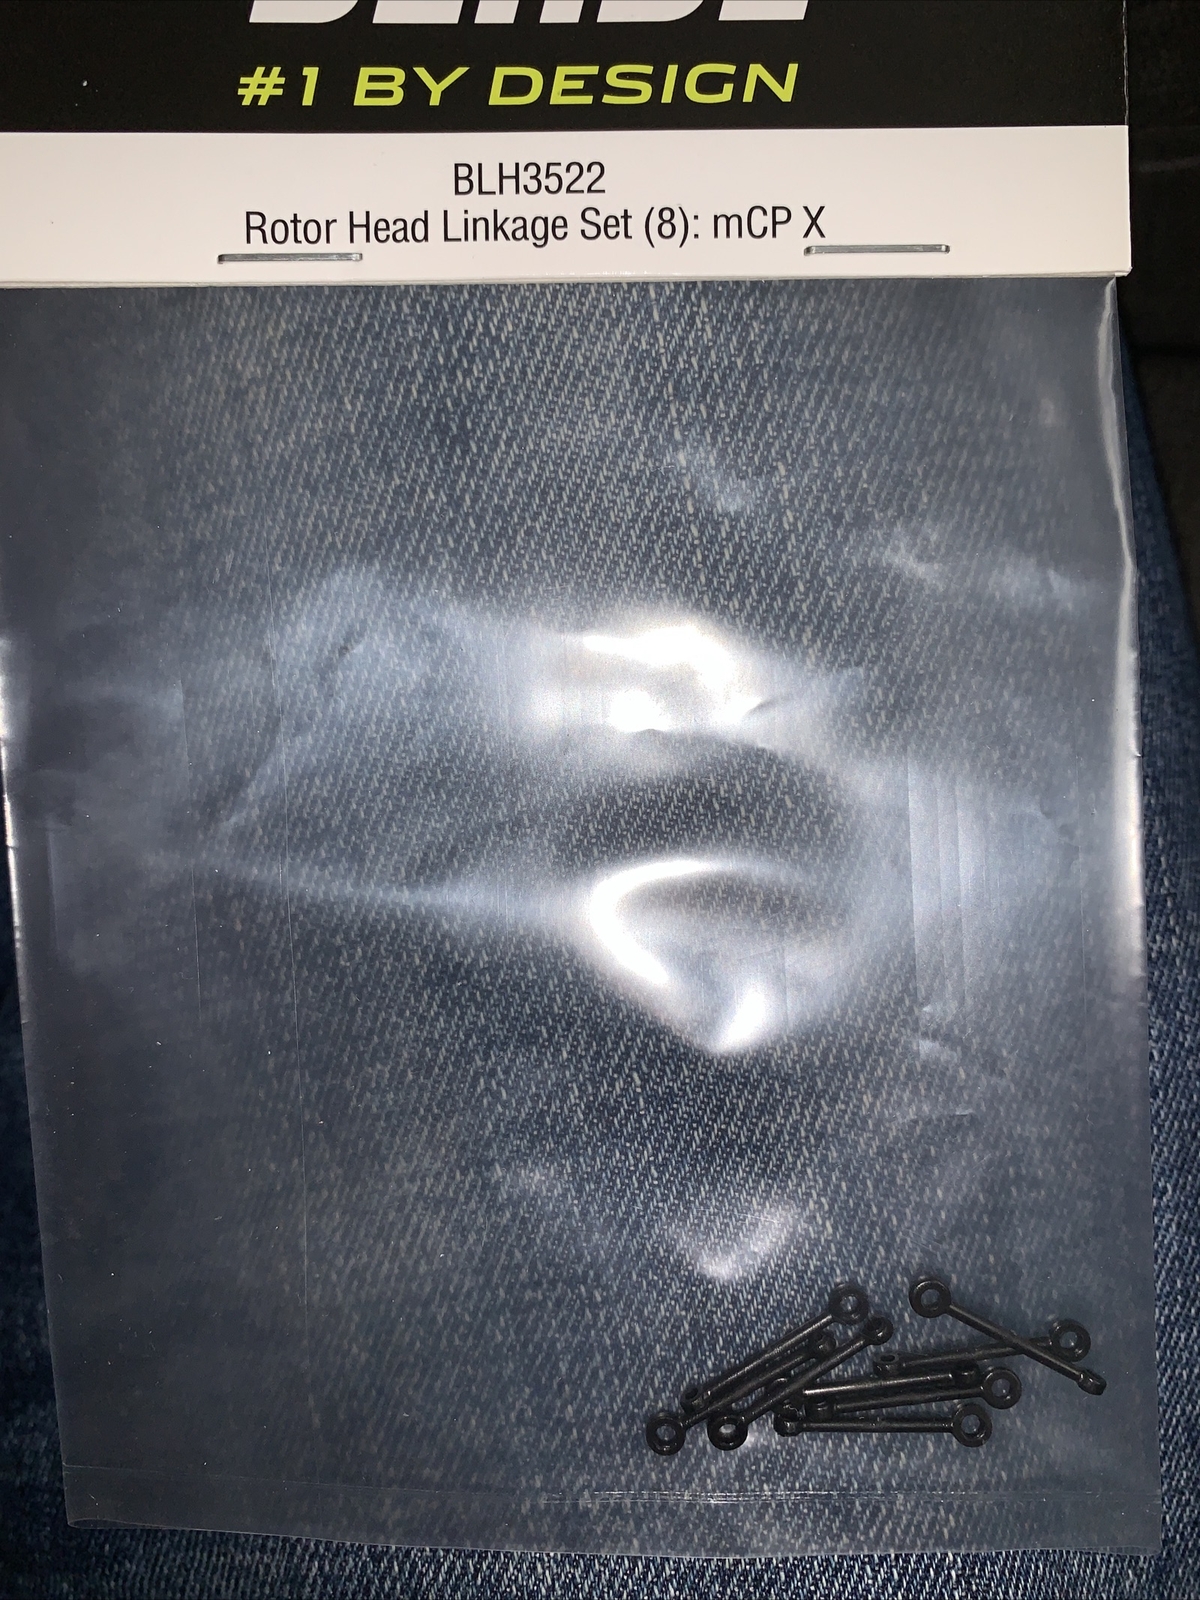 #1 BY DESIGN
BLH3522
Rotor Head Linkage Set (8): mCP X